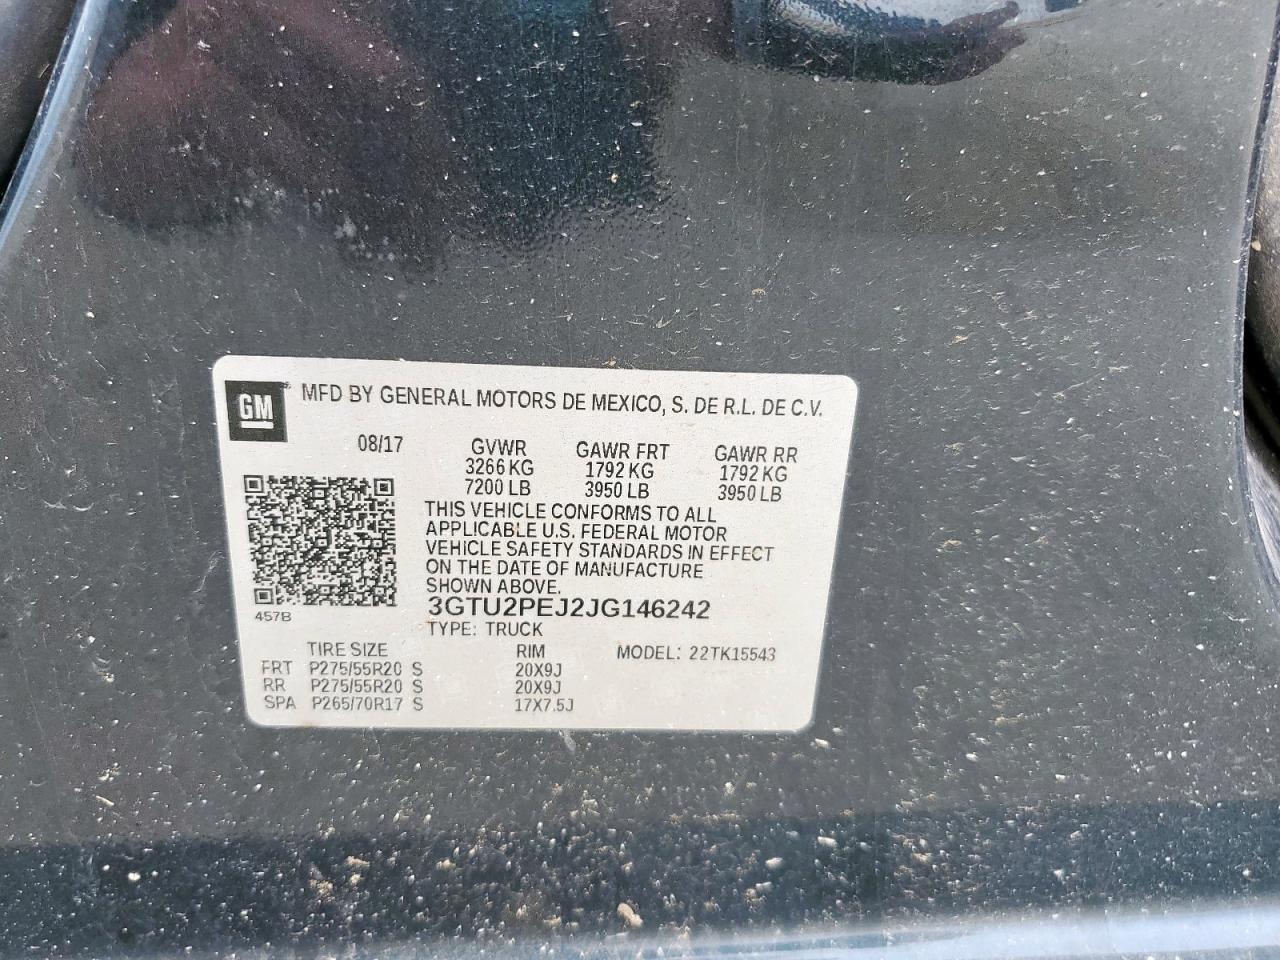 GM
MFD BY GENERAL MOTORS DE MEXICO, S. DE R.L. DE C.V.
08/17
GVWR GAWR FRT GAWR RR
3266 KG 1792 KG 1792 KG
7200 LB 3950 LB 3950 LB
THIS VEHICLE CONFORMS TO ALL
APPLICABLE U.S. FEDERAL MOTOR
VEHICLE SAFETY STANDARDS IN EFFECT
ON THE DATE OF MANUFACTURE
SHOWN ABOVE.
457B
3GTU2PEJ2JG146242
TYPE: TRUCK
TIRE SIZE RIM MODEL: 22TK15543
FRT P275/55R20 S 20X9J
RR P275/55R20 S 20X9J
SPA P265/70R17 S 17X7.5J